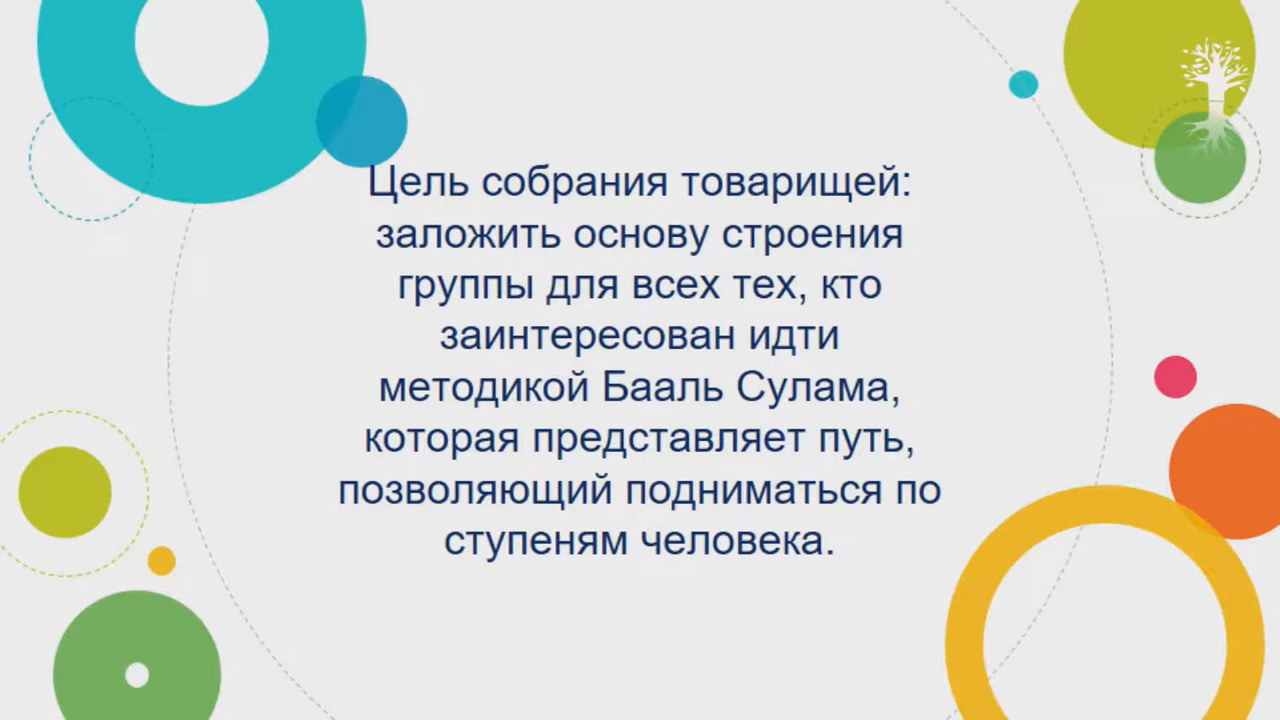 Цель собрания товарищей:
заложить основу строения
группы для всех тех, кто
заинтересован идти
методикой Бааль Сулама,
которая представляет путь,
позволяющий подниматься по
ступеням человека.